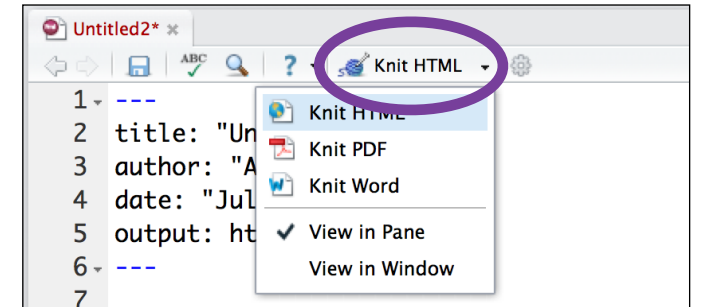 Untitled2*
ABC ? Knit HTML
1 ---
2 title: "Un
3 author: "A
4 date: "Jul
5 output: ht
6 ---
7
Knit HTML
Knit PDF
Knit Word
View in Pane
View in Window